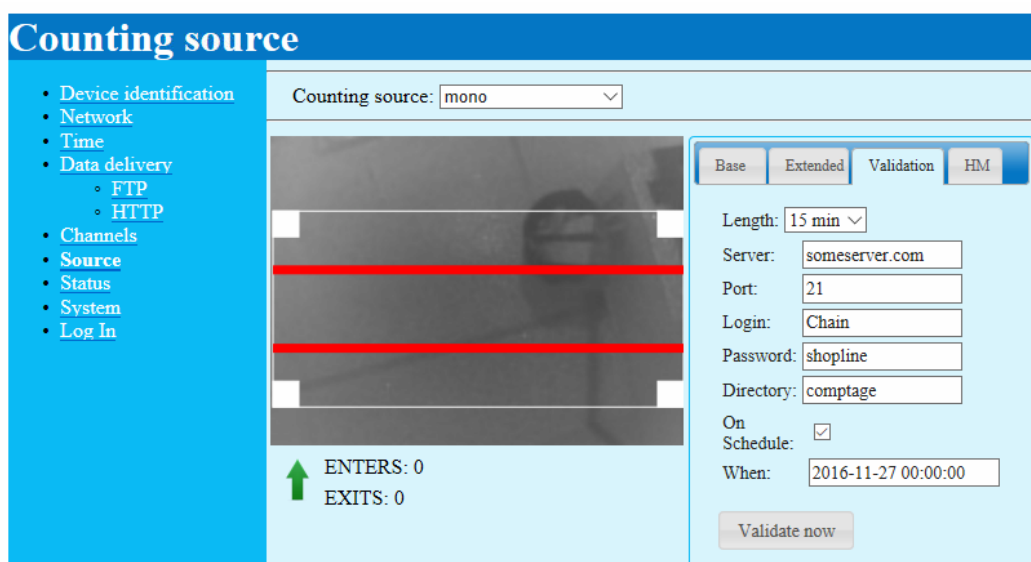 Counting source
Device identification
Network
Time
Data delivery
FTP
HTTP
Channels
Source
Status
System
Log In
Counting source: mono
ENTERS: 0
EXITS: 0
Base Extended Validation HM
Length: 15 min
Server: someserver.com
Port: 21
Login: Chain
Password: shopline
Directory: comptage
On
Schedule:
When: 2016-11-27 00:00:00
Validate now